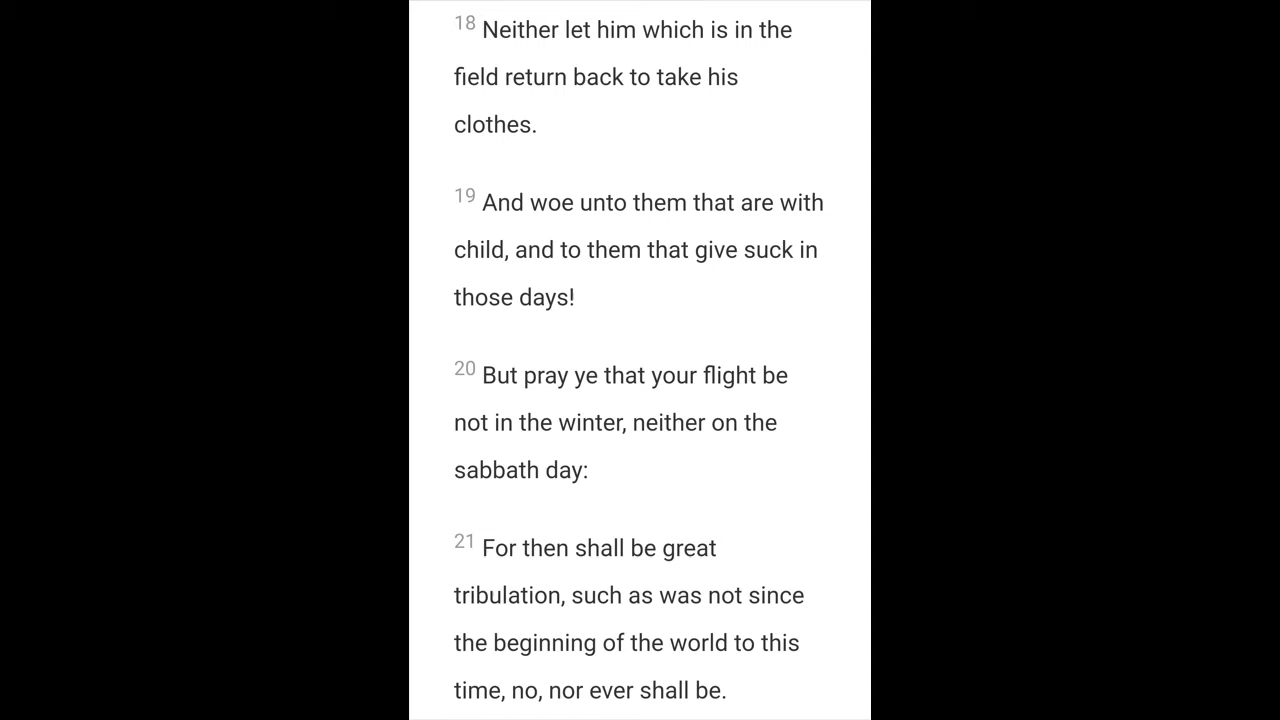 18 Neither let him which is in the
field return back to take his
clothes.
19 And woe unto them that are with
child, and to them that give suck in
those days!
20 But pray ye that your flight be
not in the winter, neither on the
sabbath day:
21 For then shall be great
tribulation, such as was not since
the beginning of the world to this
time, no, nor ever shall be.